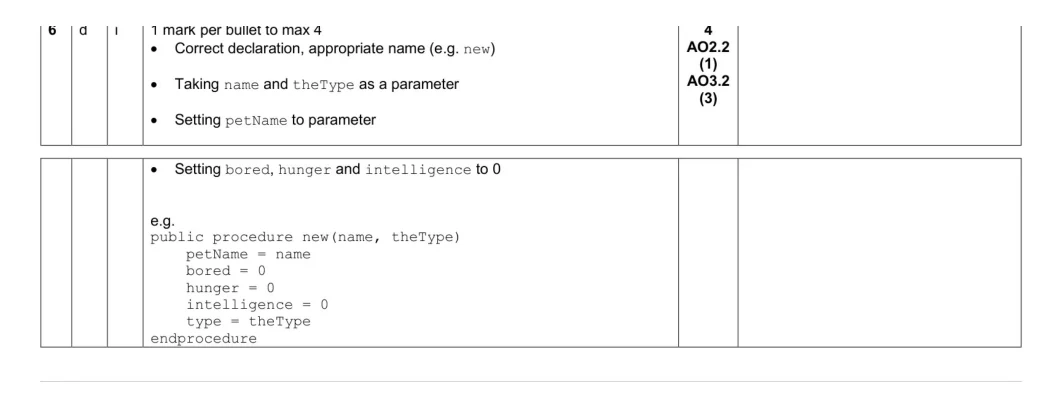 6 d i 1 mark per bullet to max 4 4
• Correct declaration, appropriate name (e.g. new) AO2.2
(1)
• Taking name and theType as a parameter AO3.2
(3)
• Setting petName to parameter
• Setting bored, hunger and intelligence to 0
e.g.
public procedure new(name, theType)
petName = name
bored = 0
hunger = 0
intelligence = 0
type = theType
endprocedure